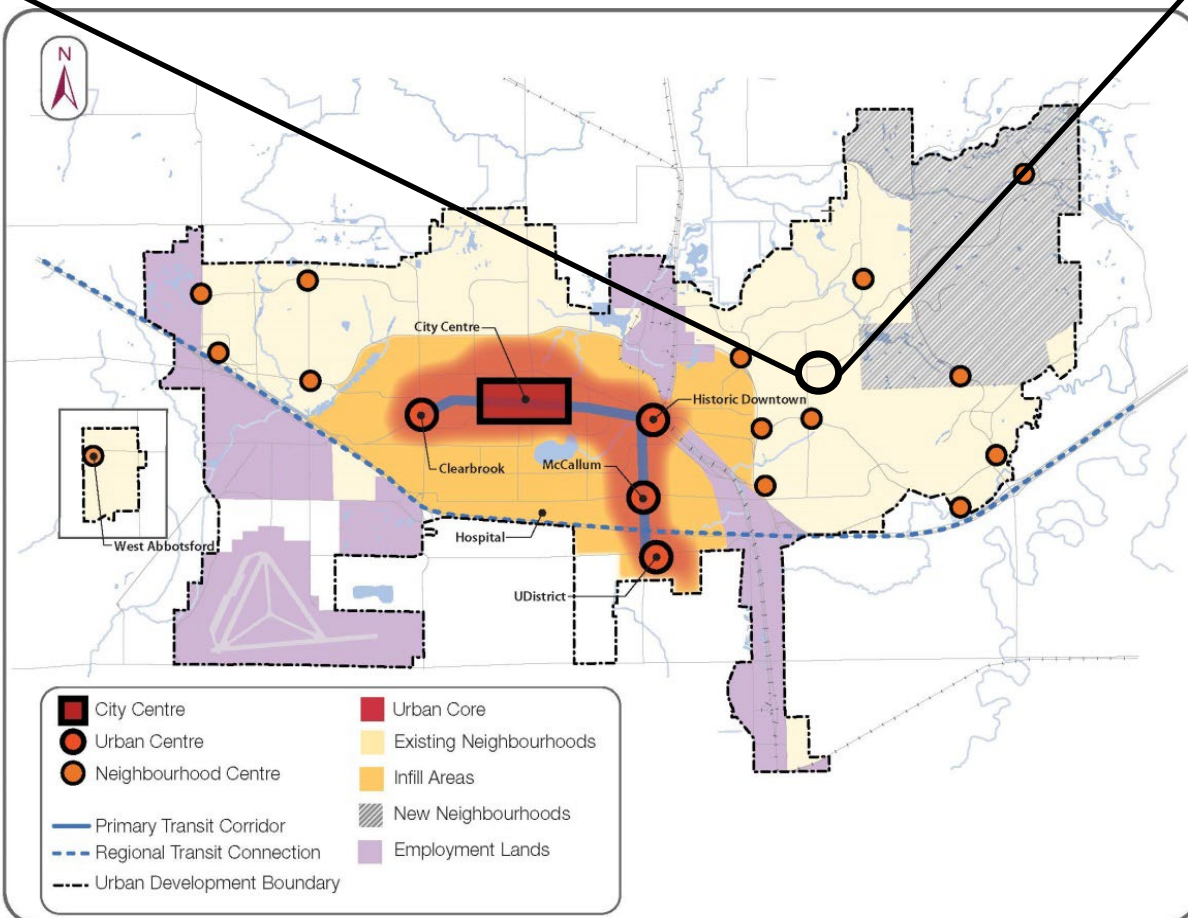 N
City Centre
Historic Downtown
Clearbrook
McCallum
West Abbotsford
Hospital
UDistrict
City Centre
Urban Centre
Neighbourhood Centre
Primary Transit Corridor
Regional Transit Connection
Urban Development Boundary
Urban Core
Existing Neighbourhoods
Infill Areas
New Neighbourhoods
Employment Lands